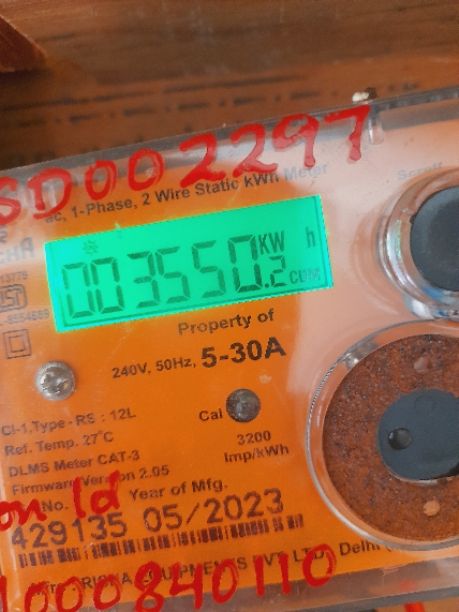 SD002297
ac, 1-Phase, 2 Wire Static kWh Meter
Scroll
003550.2 KW h
CUM
Property of
240V, 50Hz, 5-30A
Cl-1, Type - RS : 12L
Cal
3200
Imp/kWh
Ref. Temp. 27°C
DLMS Meter CAT-3
Firmware Version 2.05
No. Year of Mfg.
on Id
429135 05/2023
EQUIPMENTS PVT. LTD., Delhi
1000840110